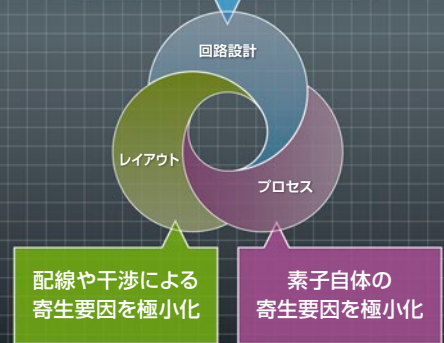 回路設計
レイアウト
プロセス
配線や干渉による
寄生要因を極小化
素子自体の
寄生要因を極小化